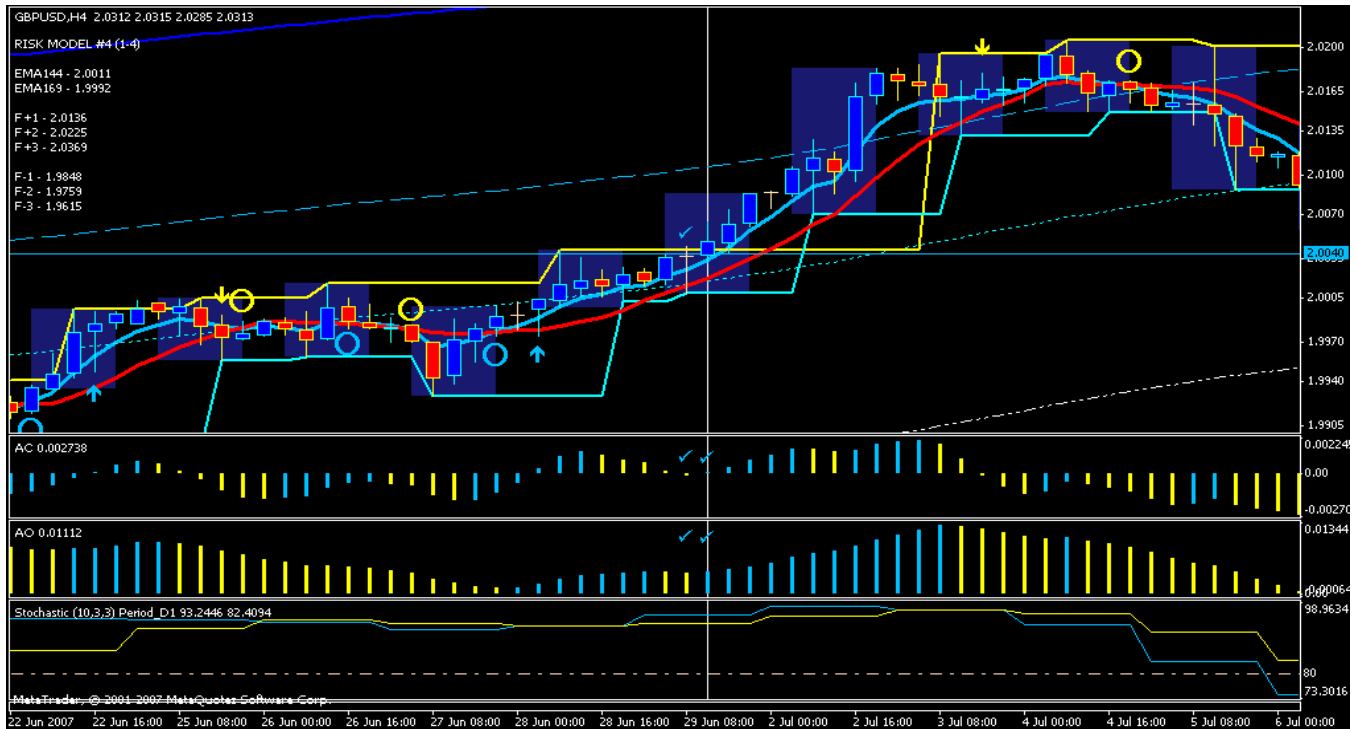 GBPUSD,H4 2.0312 2.0315 2.0285 2.0313
RISK MODEL #4 (1-4)
EMA144 - 2.0011
EMA169 - 1.9992
F+1 - 2.0136
F+2 - 2.0225
F+3 - 2.0369
F-1 - 1.9848
F-2 - 1.9759
F-3 - 1.9615
2.0200
2.0165
2.0135
2.0100
2.0070
2.0040
2.0005
1.9970
1.9940
1.9905
AC 0.002738
0.002245
0.00
-0.00270
AO 0.01112
0.01344
Stochastic (10,3,3) Period_D1 93.2446 82.4094
98.9634
80
73.3016
MetaTrader, © 2001-2007 MetaQuotes Software Corp.
22 Jun 2007 22 Jun 16:00 25 Jun 08:00 26 Jun 00:00 26 Jun 16:00 27 Jun 08:00 28 Jun 00:00 28 Jun 16:00 29 Jun 08:00 2 Jul 00:00 2 Jul 16:00 3 Jul 08:00 4 Jul 00:00 4 Jul 16:00 5 Jul 08:00 6 Jul 00:00